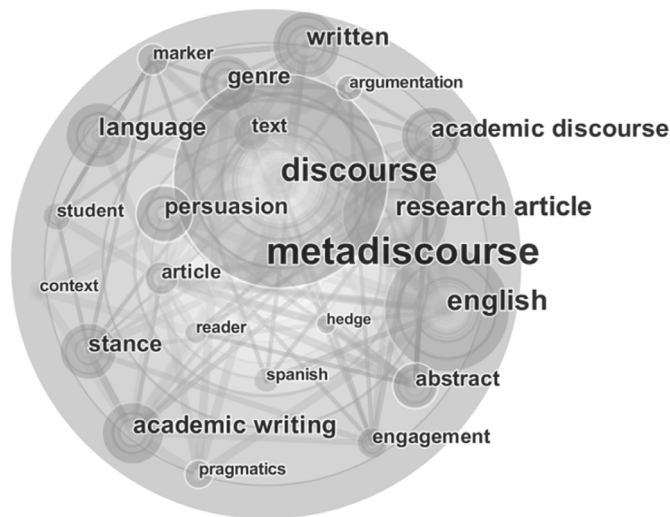 written
marker
genre
argumentation
language
text
academic discourse
discourse
student
persuasion
research article
metadiscourse
article
context
english
reader
hedge
stance
spanish
abstract
academic writing
engagement
pragmatics